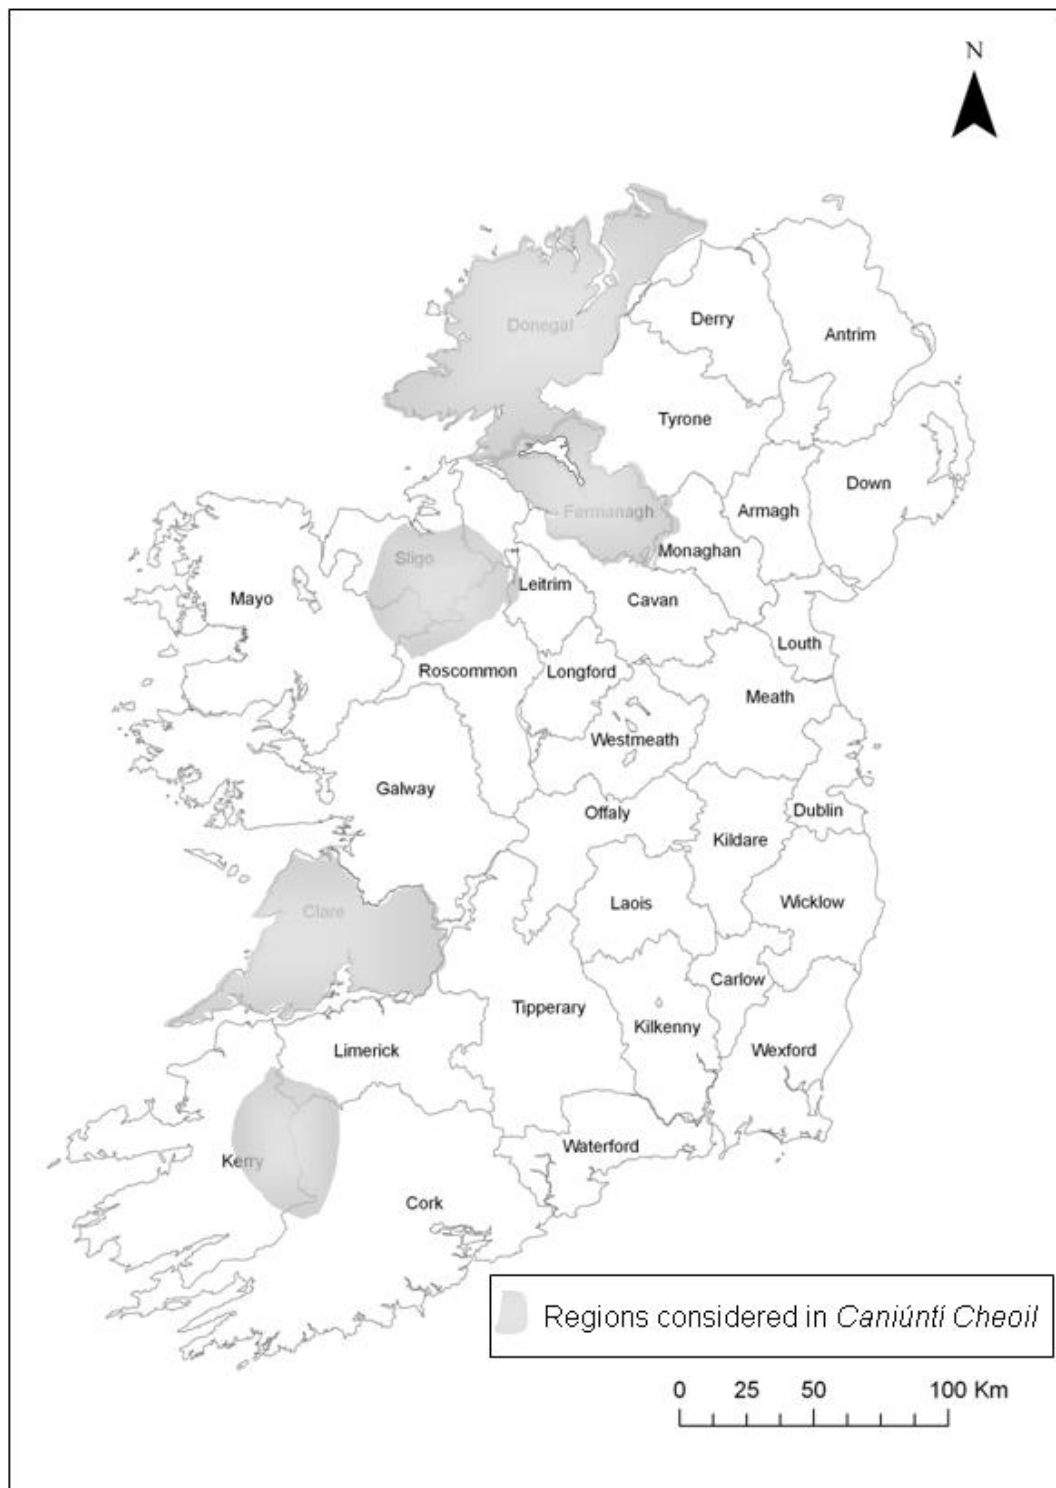 N
Donegal
Derry
Antrim
Tyrone
Down
Fermanagh
Armagh
Monaghan
Sligo
Leitrim
Mayo
Cavan
Louth
Roscommon
Longford
Meath
Westmeath
Galway
Offaly
Dublin
Kildare
Laois
Wicklow
Clare
Carlow
Tipperary
Kilkenny
Limerick
Wexford
Waterford
Kerry
Cork
Regions considered in Caniúntí Cheoil
0 25 50 100 Km